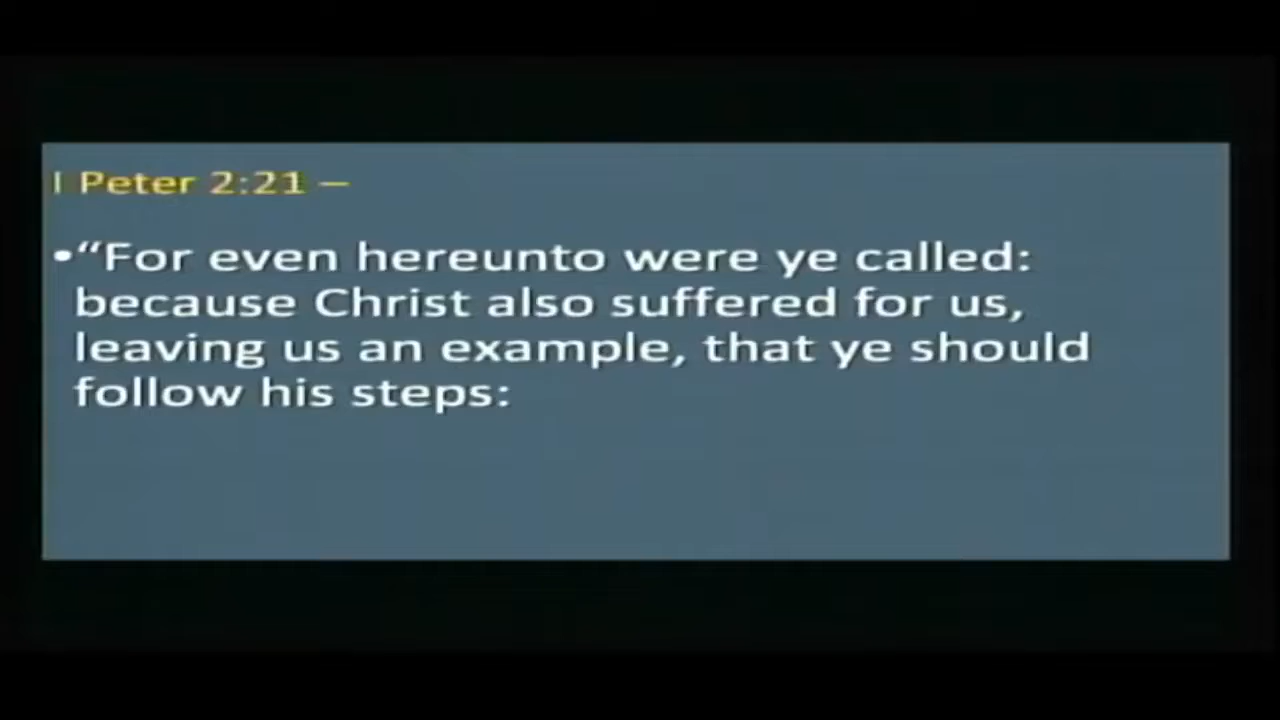 I Peter 2:21 –
•“For even hereunto were ye called:
because Christ also suffered for us,
leaving us an example, that ye should
follow his steps: